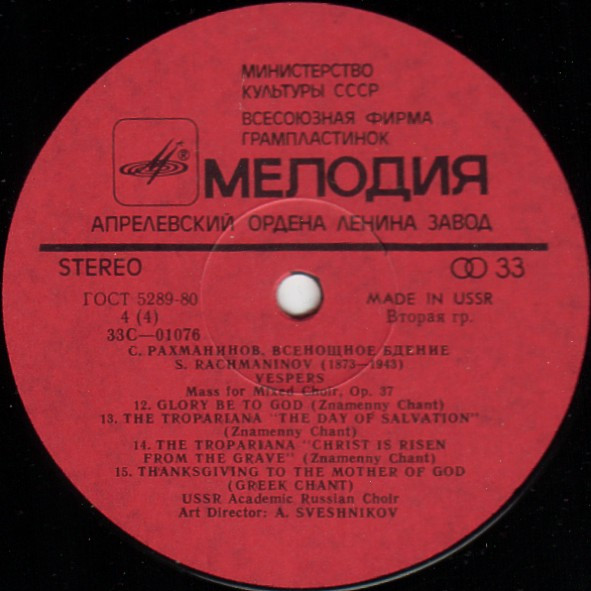 МИНИСТЕРСТВО
КУЛЬТУРЫ СССР
ВСЕСОЮЗНАЯ ФИРМА
ГРАМПЛАСТИНОК
®
МЕЛОДИЯ
АПРЕЛЕВСКИЙ ОРДЕНА ЛЕНИНА ЗАВОД
STEREO 33
ГОСТ 5289-80 MADE IN USSR
4 (4) Вторая гр.
33С—01076
С. РАХМАНИНОВ. ВСЕНОЩНОЕ БДЕНИЕ
S. RACHMANINOV (1873—1943)
VESPERS
Mass for Mixed Choir, Op. 37
12. GLORY BE TO GOD (Znamenny Chant)
13. THE TROPARIANA "THE DAY OF SALVATION"
(Znamenny Chant)
14. THE TROPARIANA "CHRIST IS RISEN
FROM THE GRAVE" (Znamenny Chant)
15. THANKSGIVING TO THE MOTHER OF GOD
(GREEK CHANT)
USSR Academic Russian Choir
Art Director: A. SVESHNIKOV